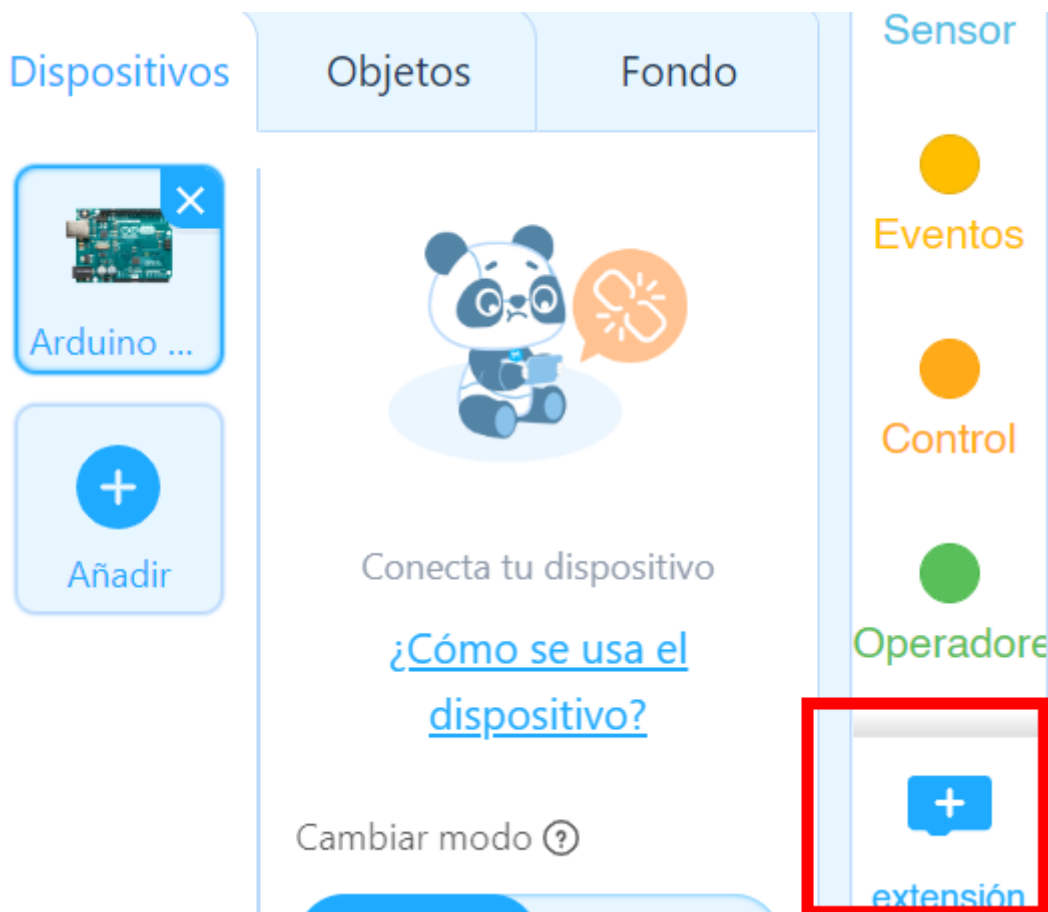 Dispositivos
Objetos
Fondo
Arduino ...
Añadir
Conecta tu dispositivo
¿Cómo se usa el
dispositivo?
Cambiar modo ?
Sensor
Eventos
Control
Operadore
extensión